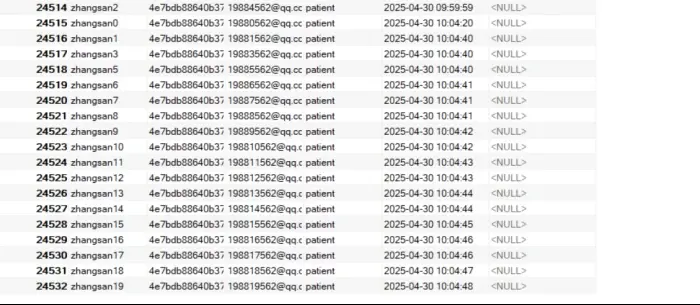 24514 zhangsan2 4e7bdb88640b37 19884562@qq.cc patient 2025-04-30 09:59:59 <NULL>
24515 zhangsan0 4e7bdb88640b37 19880562@qq.cc patient 2025-04-30 10:04:20 <NULL>
24516 zhangsan1 4e7bdb88640b37 19881562@qq.cc patient 2025-04-30 10:04:40 <NULL>
24517 zhangsan3 4e7bdb88640b37 19883562@qq.cc patient 2025-04-30 10:04:40 <NULL>
24518 zhangsan5 4e7bdb88640b37 19885562@qq.cc patient 2025-04-30 10:04:40 <NULL>
24519 zhangsan6 4e7bdb88640b37 19886562@qq.cc patient 2025-04-30 10:04:41 <NULL>
24520 zhangsan7 4e7bdb88640b37 19887562@qq.cc patient 2025-04-30 10:04:41 <NULL>
24521 zhangsan8 4e7bdb88640b37 19888562@qq.cc patient 2025-04-30 10:04:41 <NULL>
24522 zhangsan9 4e7bdb88640b37 19889562@qq.cc patient 2025-04-30 10:04:42 <NULL>
24523 zhangsan10 4e7bdb88640b37 198810562@qq.c patient 2025-04-30 10:04:42 <NULL>
24524 zhangsan11 4e7bdb88640b37 198811562@qq.c patient 2025-04-30 10:04:43 <NULL>
24525 zhangsan12 4e7bdb88640b37 198812562@qq.c patient 2025-04-30 10:04:43 <NULL>
24526 zhangsan13 4e7bdb88640b37 198813562@qq.c patient 2025-04-30 10:04:44 <NULL>
24527 zhangsan14 4e7bdb88640b37 198814562@qq.c patient 2025-04-30 10:04:44 <NULL>
24528 zhangsan15 4e7bdb88640b37 198815562@qq.c patient 2025-04-30 10:04:45 <NULL>
24529 zhangsan16 4e7bdb88640b37 198816562@qq.c patient 2025-04-30 10:04:46 <NULL>
24530 zhangsan17 4e7bdb88640b37 198817562@qq.c patient 2025-04-30 10:04:46 <NULL>
24531 zhangsan18 4e7bdb88640b37 198818562@qq.c patient 2025-04-30 10:04:47 <NULL>
24532 zhangsan19 4e7bdb88640b37 198819562@qq.c patient 2025-04-30 10:04:48 <NULL>